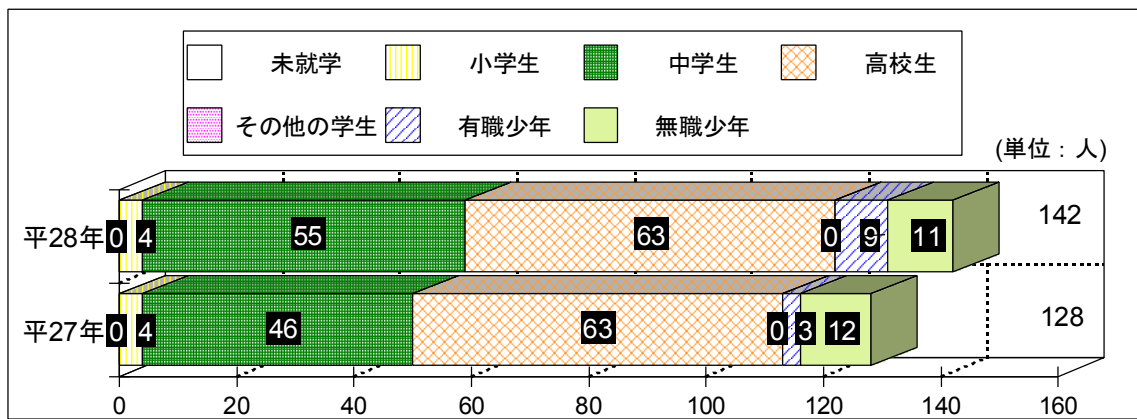 未就学 小学生 中学生 高校生
その他の学生 有職少年 無職少年
(単位：人)
平28年 0 4 55 63 0 9 11 142
平27年 0 4 46 63 0 3 12 128
0 20 40 60 80 100 120 140 160